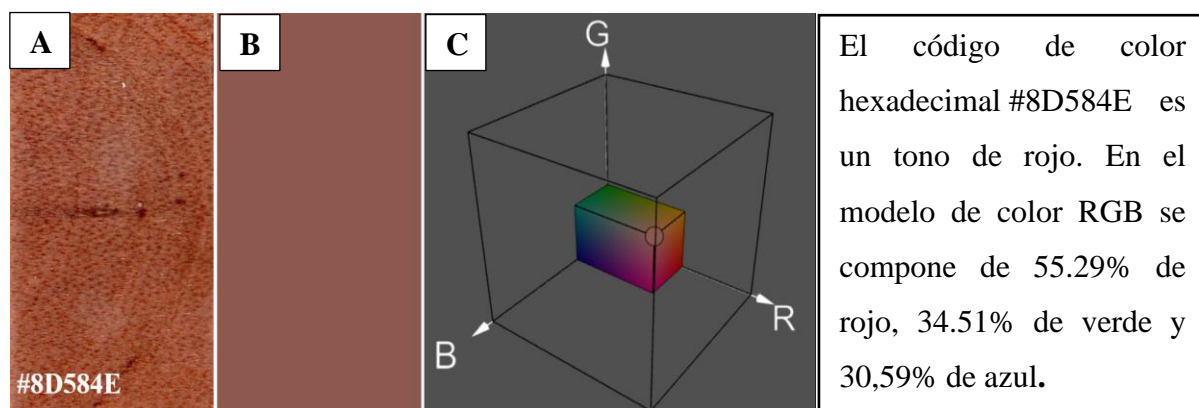 A
B
C
G
R
B
#8D584E
El código de color
hexadecimal #8D584E es
un tono de rojo. En el
modelo de color RGB se
compone de 55.29% de
rojo, 34.51% de verde y
30,59% de azul.